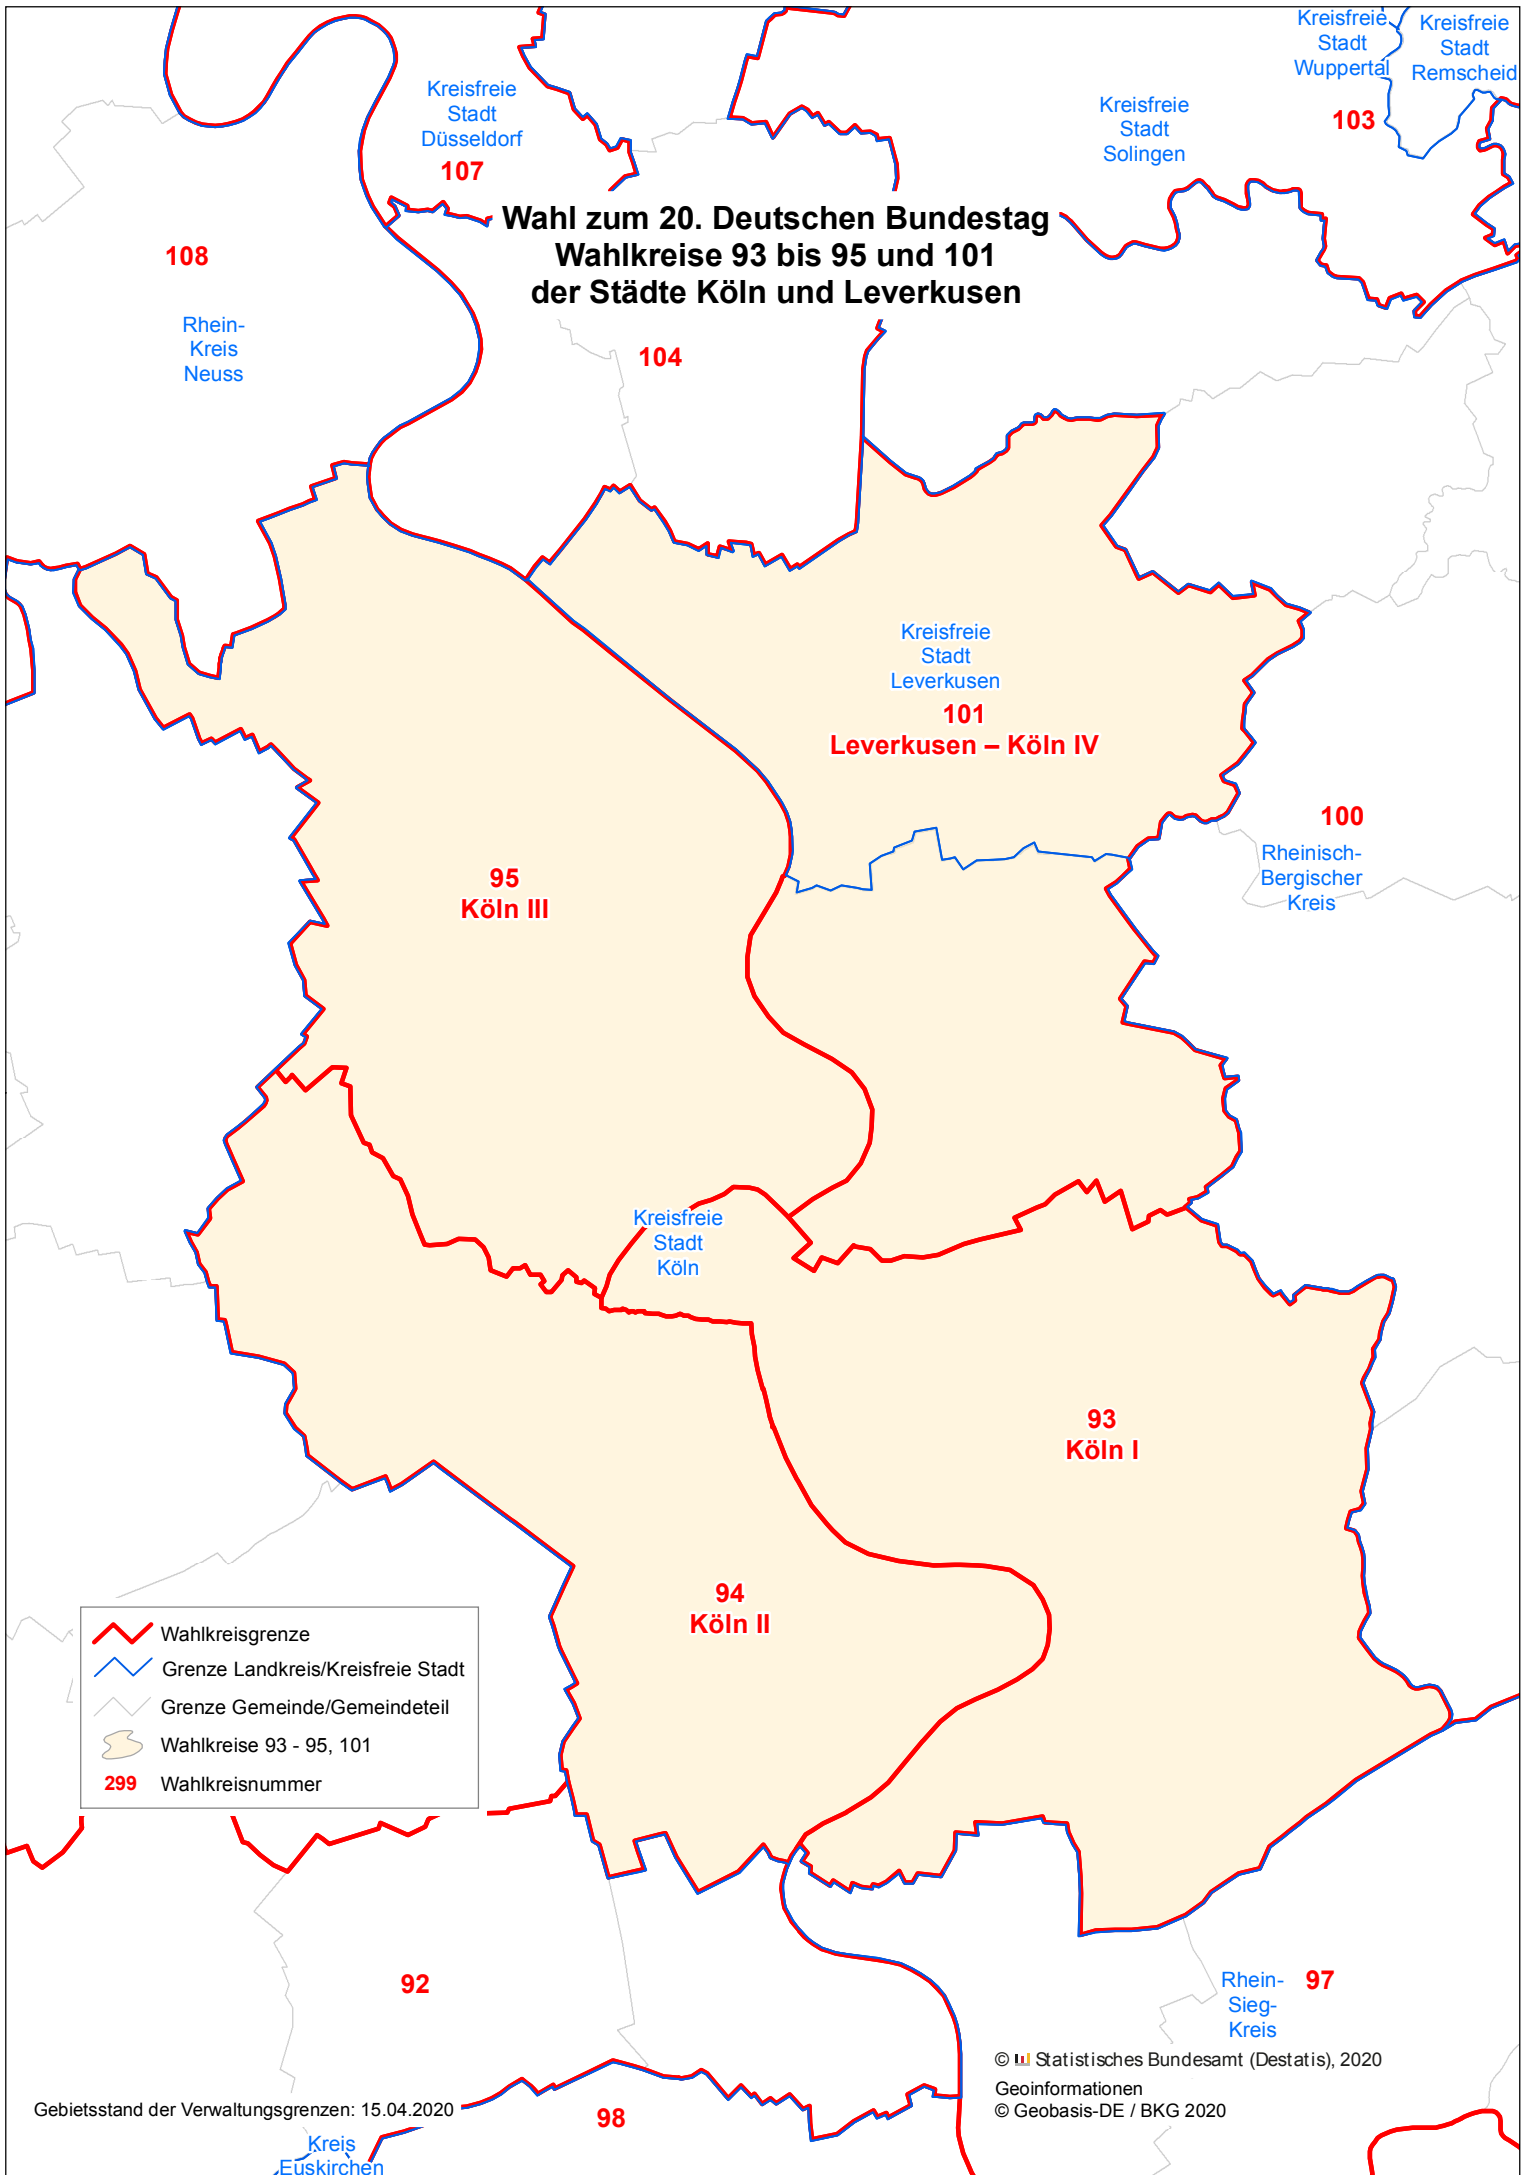 Kreisfreie
Stadt
Wuppertal
Kreisfreie
Stadt
Remscheid
103
Kreisfreie
Stadt
Düsseldorf
107
Kreisfreie
Stadt
Solingen
Wahl zum 20. Deutschen Bundestag
Wahlkreise 93 bis 95 und 101
der Städte Köln und Leverkusen
108
Rhein-
Kreis
Neuss
104
Kreisfreie
Stadt
Leverkusen
101
Leverkusen – Köln IV
100
Rheinisch-
Bergischer
Kreis
95
Köln III
Kreisfreie
Stadt
Köln
93
Köln I
94
Köln II
Wahlkreisgrenze
Grenze Landkreis/Kreisfreie Stadt
Grenze Gemeinde/Gemeindeteil
Wahlkreise 93 - 95, 101
299 Wahlkreisnummer
92
Rhein-
Sieg-
Kreis
97
© Statistisches Bundesamt (Destatis), 2020
Geoinformationen
© Geobasis-DE / BKG 2020
Gebietsstand der Verwaltungsgrenzen: 15.04.2020
98
Kreis
Euskirchen